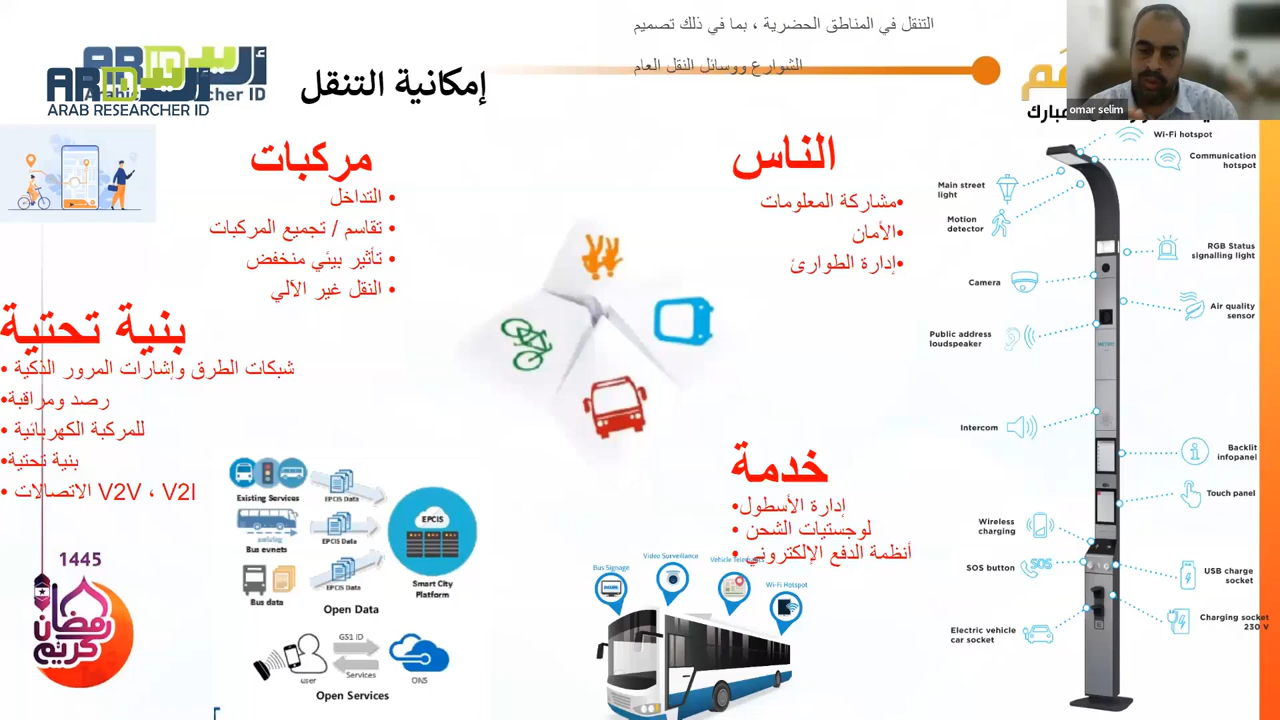 التنقل في المناطق الحضرية ، بما في ذلك تصميم
الشوارع ووسائل النقل العام
omar selim
إمكانية التنقل
ARAB RESEARCHER ID
الناس
•مشاركة المعلومات
•الأمان
•إدارة الطوارئ
مركبات
• التداخل
• تقاسم / تجميع المركبات
• تأثير بيئي منخفض
• النقل غير الآلي
بنية تحتية
• شبكات الطرق وإشارات المرور الذكية
•رصد ومراقبة
• للمركبة الكهربائية
•بنية تحتية
• الاتصالات V2V ، V2I
خدمة
•إدارة الأسطول
• لوجستيات الشحن
• أنظمة الدفع الإلكتروني
Wi-Fi hotspot
Communication
hotspot
Main street
light
Motion
detector
RGB Status
signalling light
Camera
Air quality
sensor
Public address
loudspeaker
Intercom
Backlit
infopanel
Touch panel
Wireless
charging
SOS button
SOS
USB charge
socket
Charging socket
230 V
Electric vehicle
car socket
Existing Services
EPCIS Data
Bus evnets
EPCIS Data
Bus data
EPCIS Data
EPCIS
Smart City
Platform
Open Data
GS1 ID
Services
user
ONS
Open Services
Bus Signage
Video Surveillance
Wi-Fi Hotspot
1445
رمضان
كريم